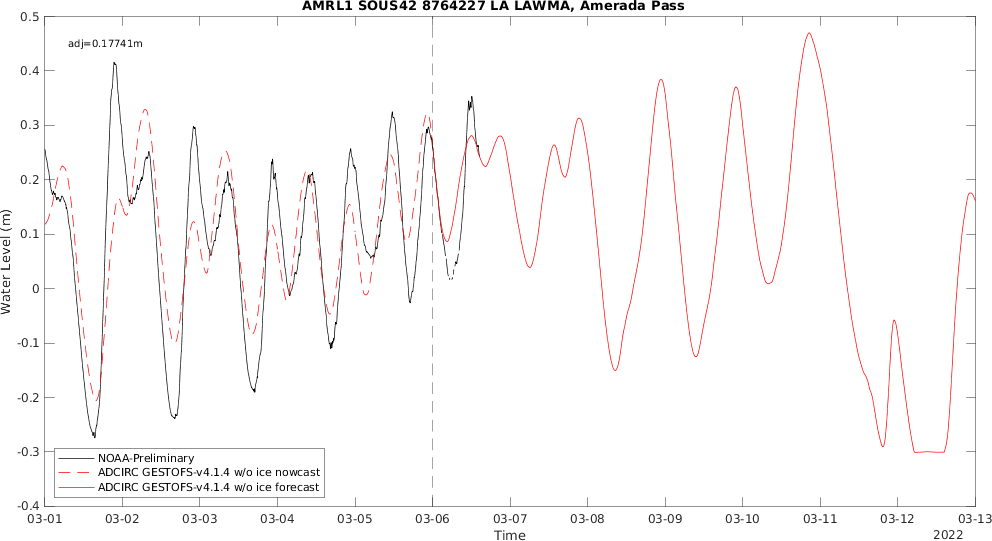 AMRL1 SOUS42 8764227 LA LAWMA, Amerada Pass
adj=0.17741m
0.5
0.4
0.3
0.2
0.1
0
-0.1
-0.2
-0.3
-0.4
Water Level (m)
NOAA-Preliminary
ADCIRC GESTOFS-v4.1.4 w/o ice nowcast
ADCIRC GESTOFS-v4.1.4 w/o ice forecast
03-01 03-02 03-03 03-04 03-05 03-06 03-07 03-08 03-09 03-10 03-11 03-12 03-13
Time
2022